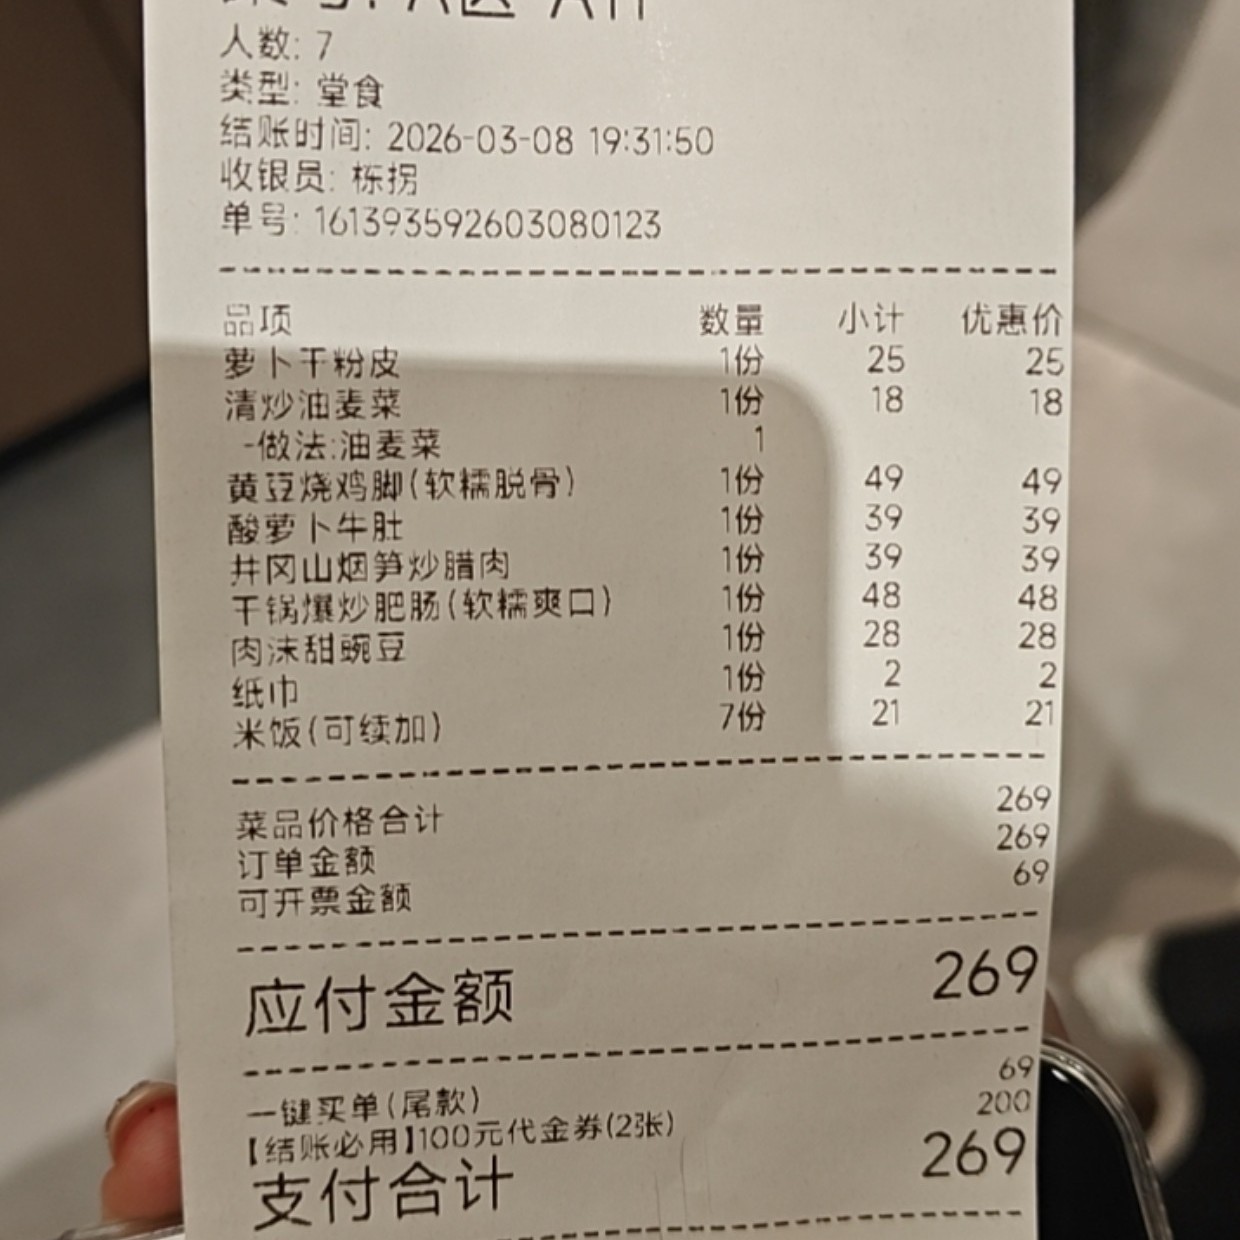 人数: 7
类型: 堂食
结账时间: 2026-03-08 19:31:50
收银员: 栋拐
单号: 161393592603080123
品项 数量 小计 优惠价
萝卜干粉皮 1份 25 25
清炒油麦菜 1份 18 18
-做法:油麦菜 1
黄豆烧鸡脚(软糯脱骨) 1份 49 49
酸萝卜牛肚 1份 39 39
井冈山烟笋炒腊肉 1份 39 39
干锅爆炒肥肠(软糯爽口) 1份 48 48
肉沫甜豌豆 1份 28 28
纸巾 1份 2 2
米饭(可续加) 7份 21 21
菜品价格合计 269
订单金额 269
可开票金额 69
应付金额 269
一键买单(尾款) 69
【结账必用】100元代金券(2张) 200
支付合计 269